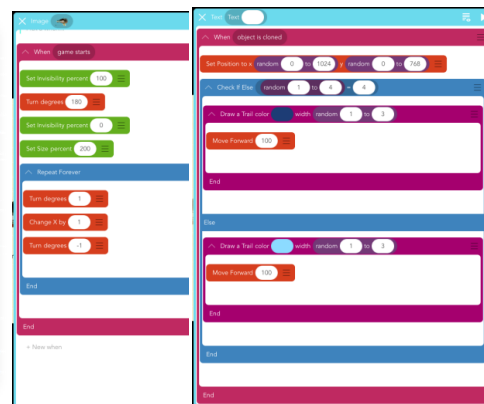 Image
When game starts
Set Invisibility percent 100
Turn degrees 180
Set Invisibility percent 0
Set Size percent 200
Repeat Forever
Turn degrees 1
Change X by 1
Turn degrees -1
End
End
+ New when
Text Text
When object is cloned
Set Position to x random 0 to 1024 y random 0 to 768
Check If Else random 1 to 4 = 4
Draw a Trail color width random 1 to 3
Move Forward 100
End
Else
Draw a Trail color width random 1 to 3
Move Forward 100
End
End
End